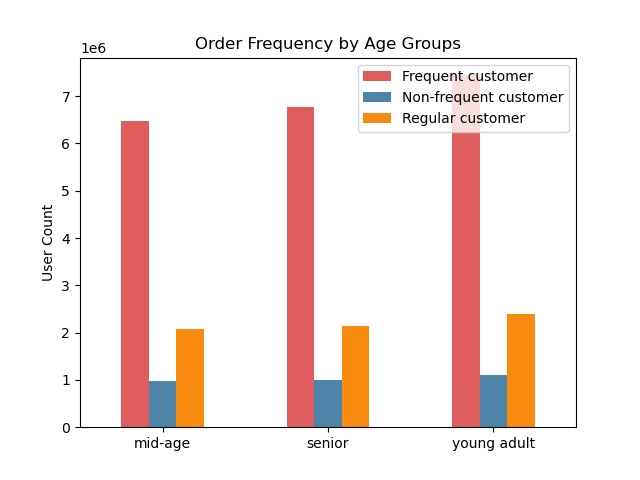 Order Frequency by Age Groups
1e6
Frequent customer
Non-frequent customer
Regular customer
7
6
5
4
3
2
1
0
User Count
mid-age
senior
young adult